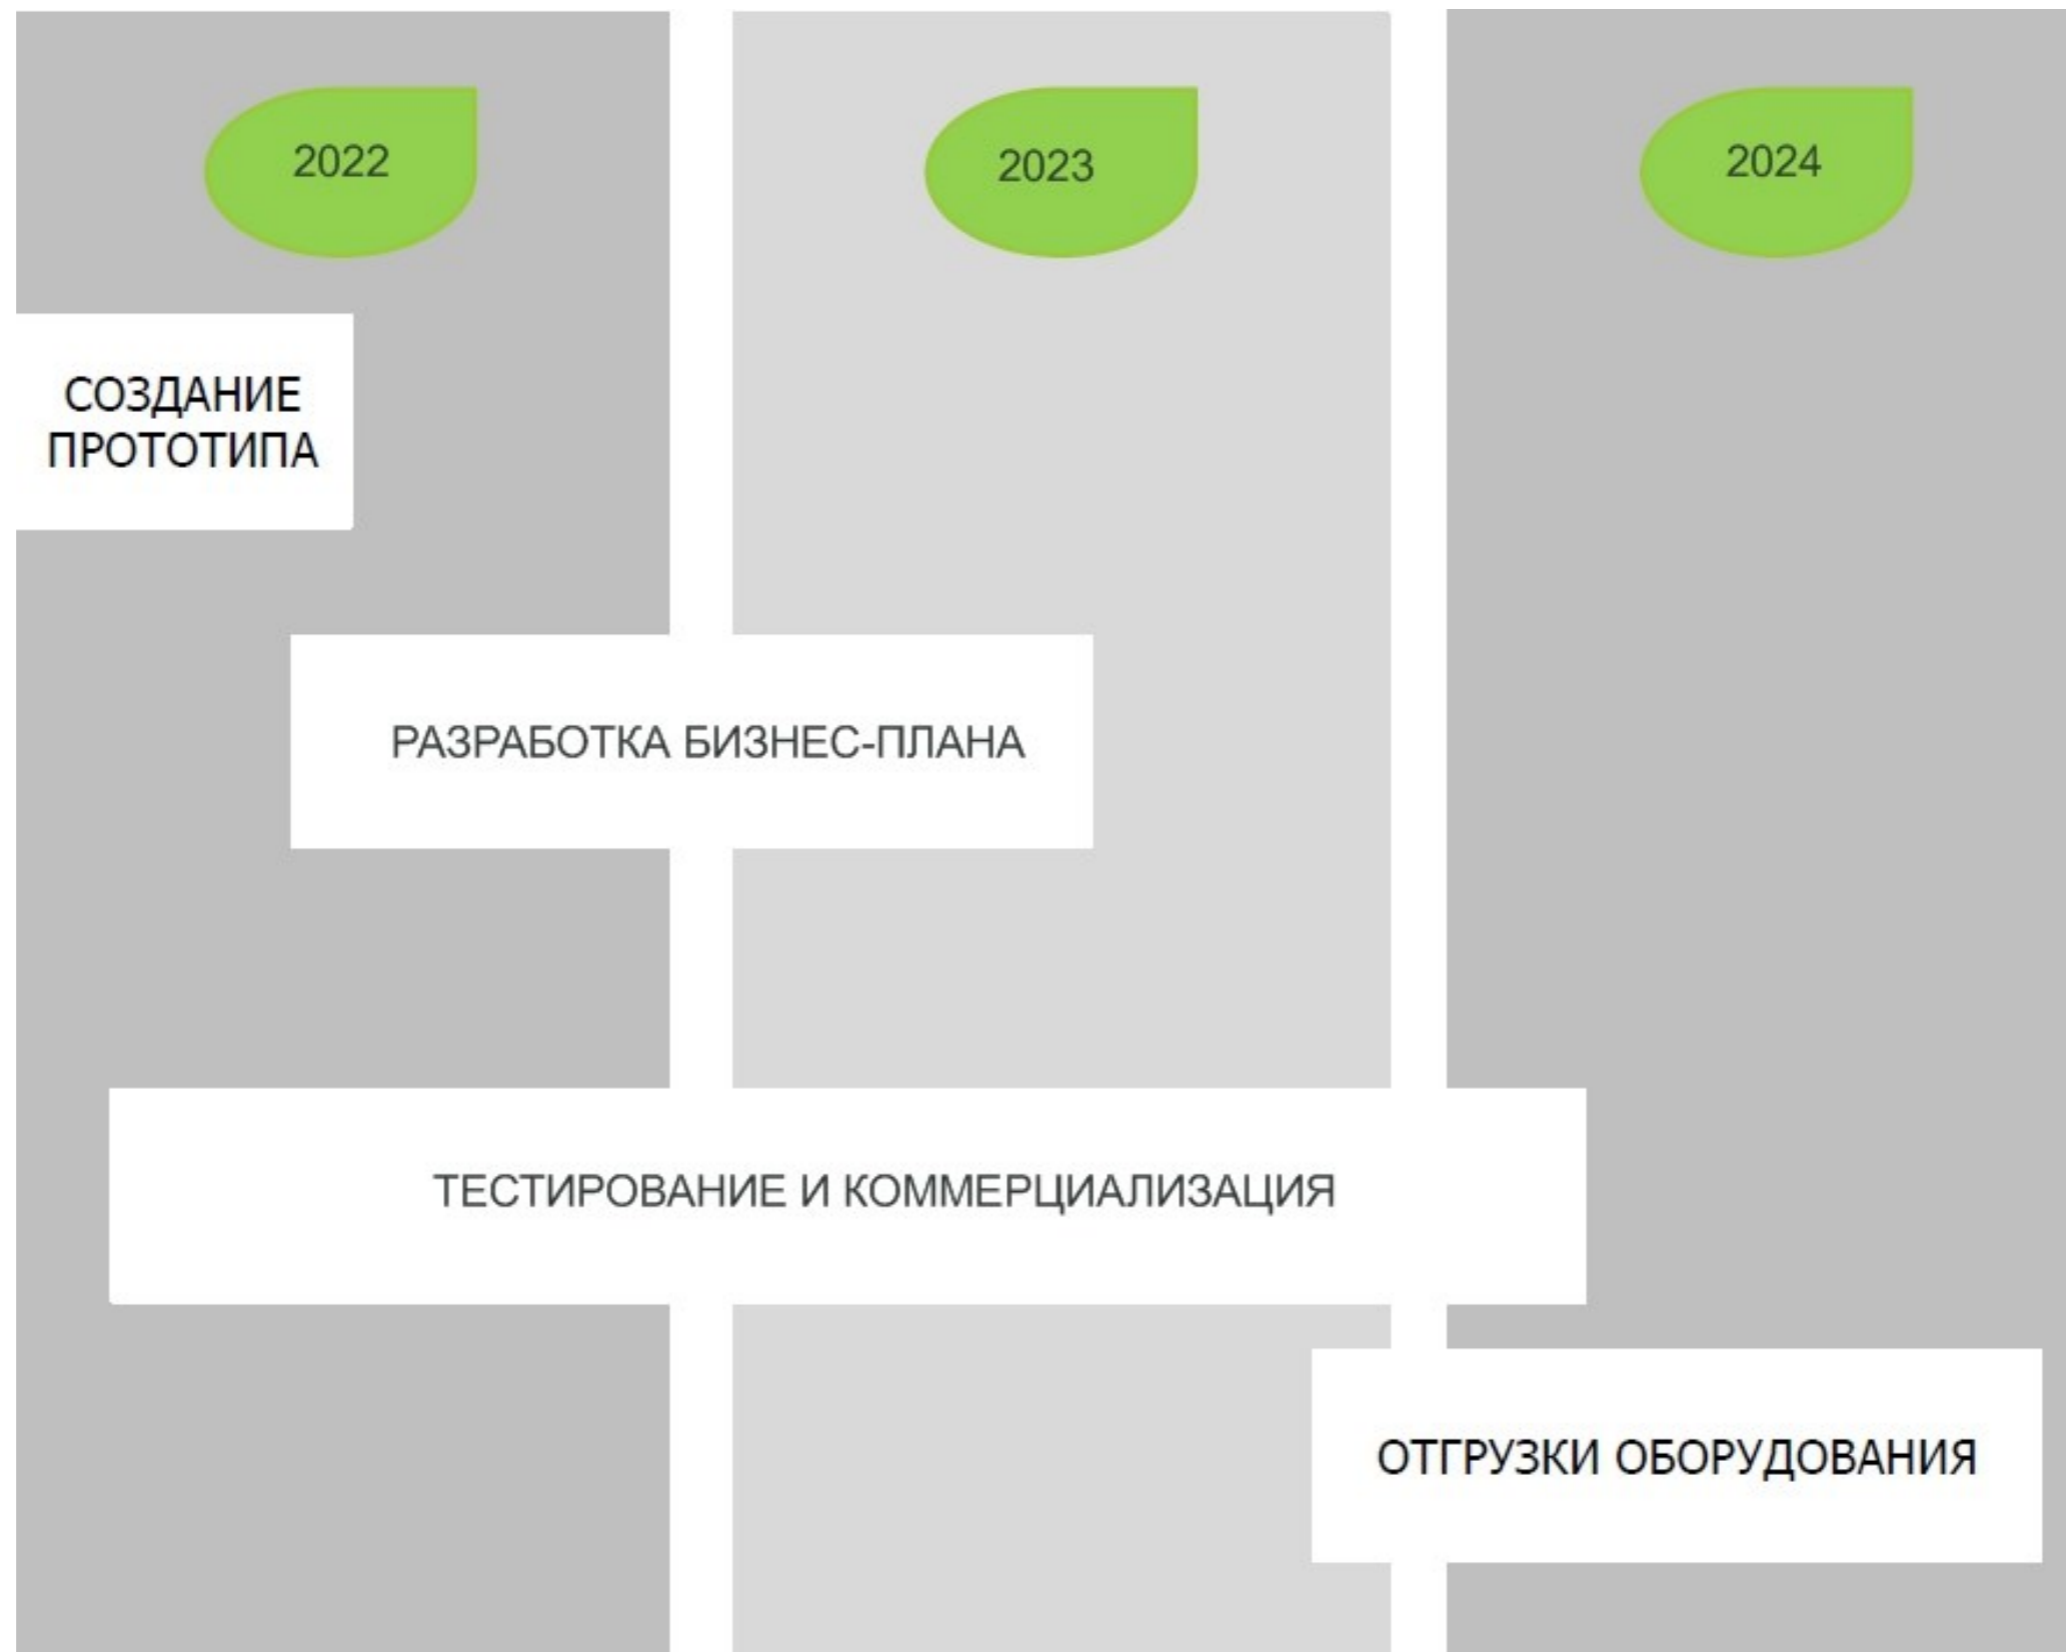 2022
2023
2024
СОЗДАНИЕ
ПРОТОТИПА
РАЗРАБОТКА БИЗНЕС-ПЛАНА
ТЕСТИРОВАНИЕ И КОММЕРЦИАЛИЗАЦИЯ
ОТГРУЗКИ ОБОРУДОВАНИЯ